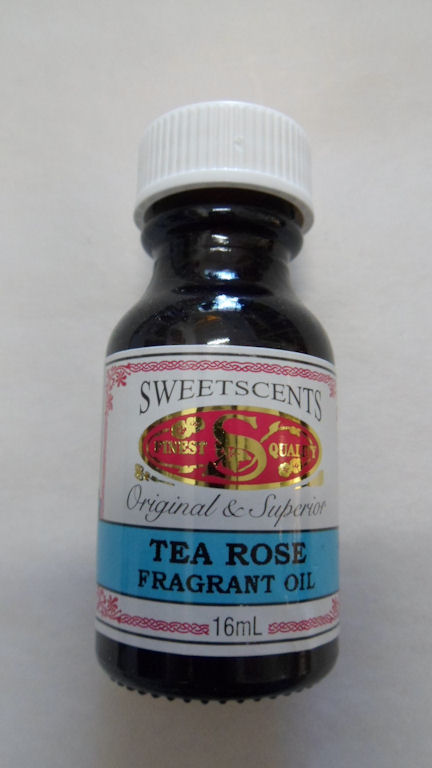 SWEETSCENTS
FINEST S QUALITY
Original & Superior
TEA ROSE
FRAGRANT OIL
16mL